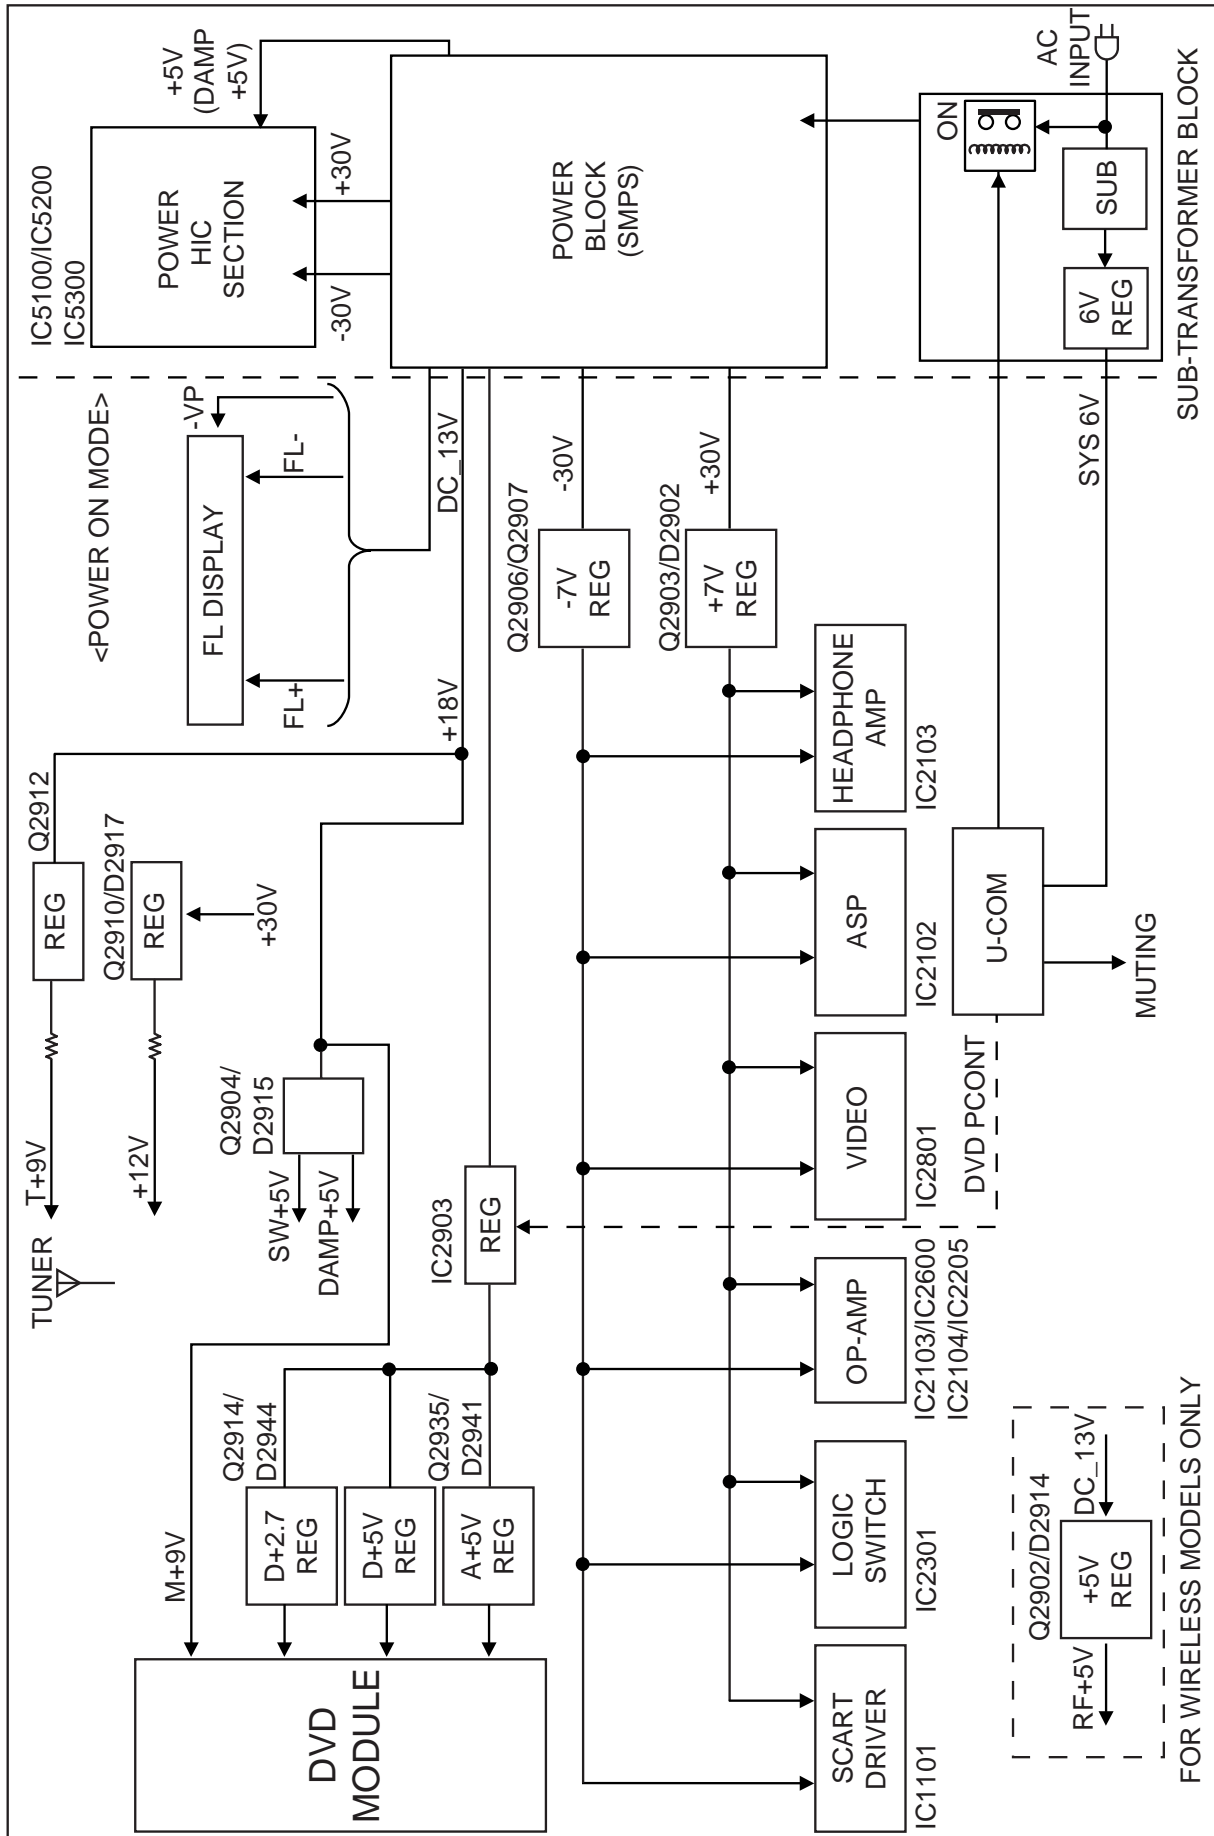 DVD
MODULE
M+9V
D+2.7
REG
D+5V
REG
A+5V
REG
Q2914/
D2944
Q2935/
D2941
TUNER
T+9V
+12V
REG
Q2912
REG
Q2910/D2917
+30V
SW+5V
DAMP+5V
Q2904/
D2915
IC2903
REG
<POWER ON MODE>
FL DISPLAY
FL+
FL-
-VP
+18V
DC_13V
IC5100/IC5200
IC5300
POWER
HIC
SECTION
+5V
(DAMP
+5V)
-30V
+30V
POWER
BLOCK
(SMPS)
Q2906/Q2907
-7V
REG
-30V
Q2903/D2902
+7V
REG
+30V
SCART
DRIVER
IC1101
LOGIC
SWITCH
IC2301
OP-AMP
IC2103/IC2600
IC2104/IC2205
VIDEO
IC2801
ASP
IC2102
HEADPHONE
AMP
IC2103
DVD PCONT
U-COM
MUTING
SYS 6V
ON
SUB
6V
REG
AC
INPUT
SUB-TRANSFORMER BLOCK
Q2902/D2914
RF+5V
+5V
REG
DC_13V
FOR WIRELESS MODELS ONLY